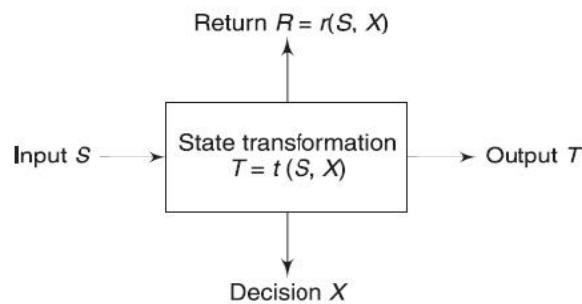 Return R = r(S, X)
Input S
State transformation
T = t (S, X)
Output T
Decision X